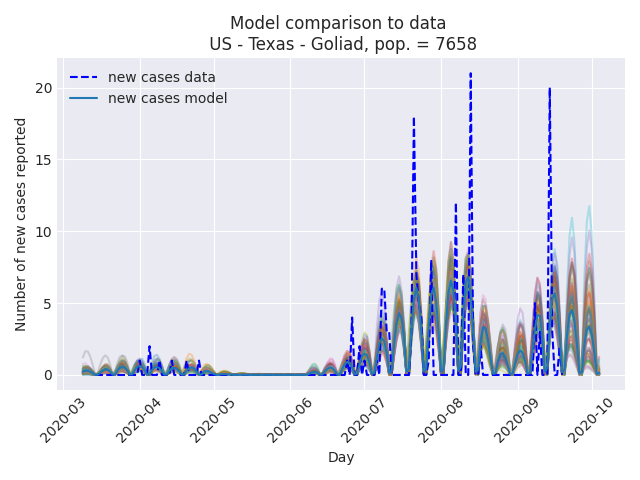 Model comparison to data
US - Texas - Goliad, pop. = 7658
new cases data
new cases model
Number of new cases reported
20
15
10
5
0
2020-03
2020-04
2020-05
2020-06
2020-07
2020-08
2020-09
2020-10
Day